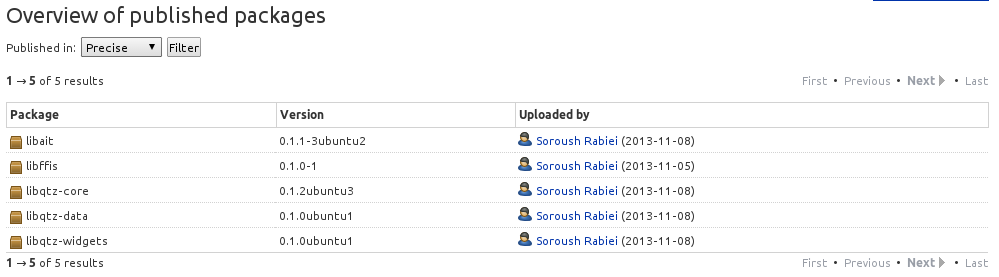 Overview of published packages
Published in: Precise ▼ Filter
1 → 5 of 5 results First • Previous • Next • Last
Package Version Uploaded by
libait 0.1.1-3ubuntu2 Soroush Rabiei (2013-11-08)
libffis 0.1.0-1 Soroush Rabiei (2013-11-05)
libqtz-core 0.1.2ubuntu3 Soroush Rabiei (2013-11-08)
libqtz-data 0.1.0ubuntu1 Soroush Rabiei (2013-11-08)
libqtz-widgets 0.1.0ubuntu1 Soroush Rabiei (2013-11-08)
1 → 5 of 5 results First • Previous • Next • Last